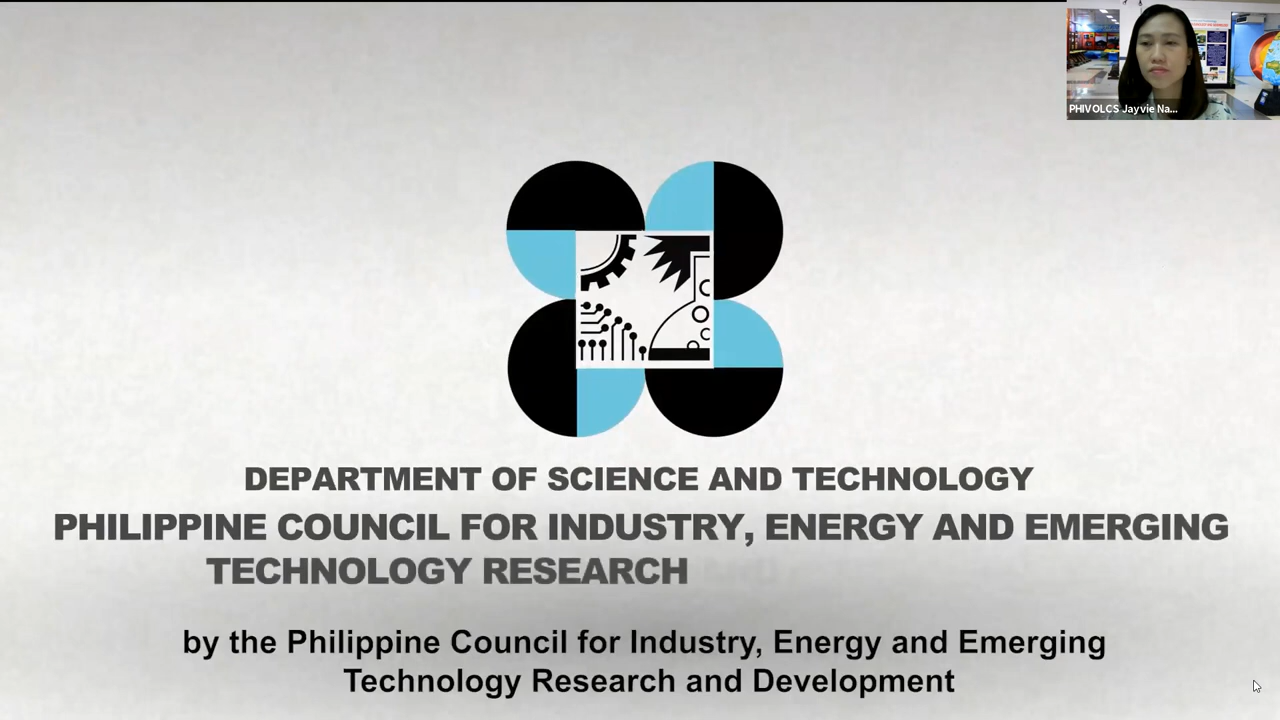 PHIVOLCS Jayvie Na...
DEPARTMENT OF SCIENCE AND TECHNOLOGY
PHILIPPINE COUNCIL FOR INDUSTRY, ENERGY AND EMERGING
TECHNOLOGY RESEARCH
by the Philippine Council for Industry, Energy and Emerging
Technology Research and Development